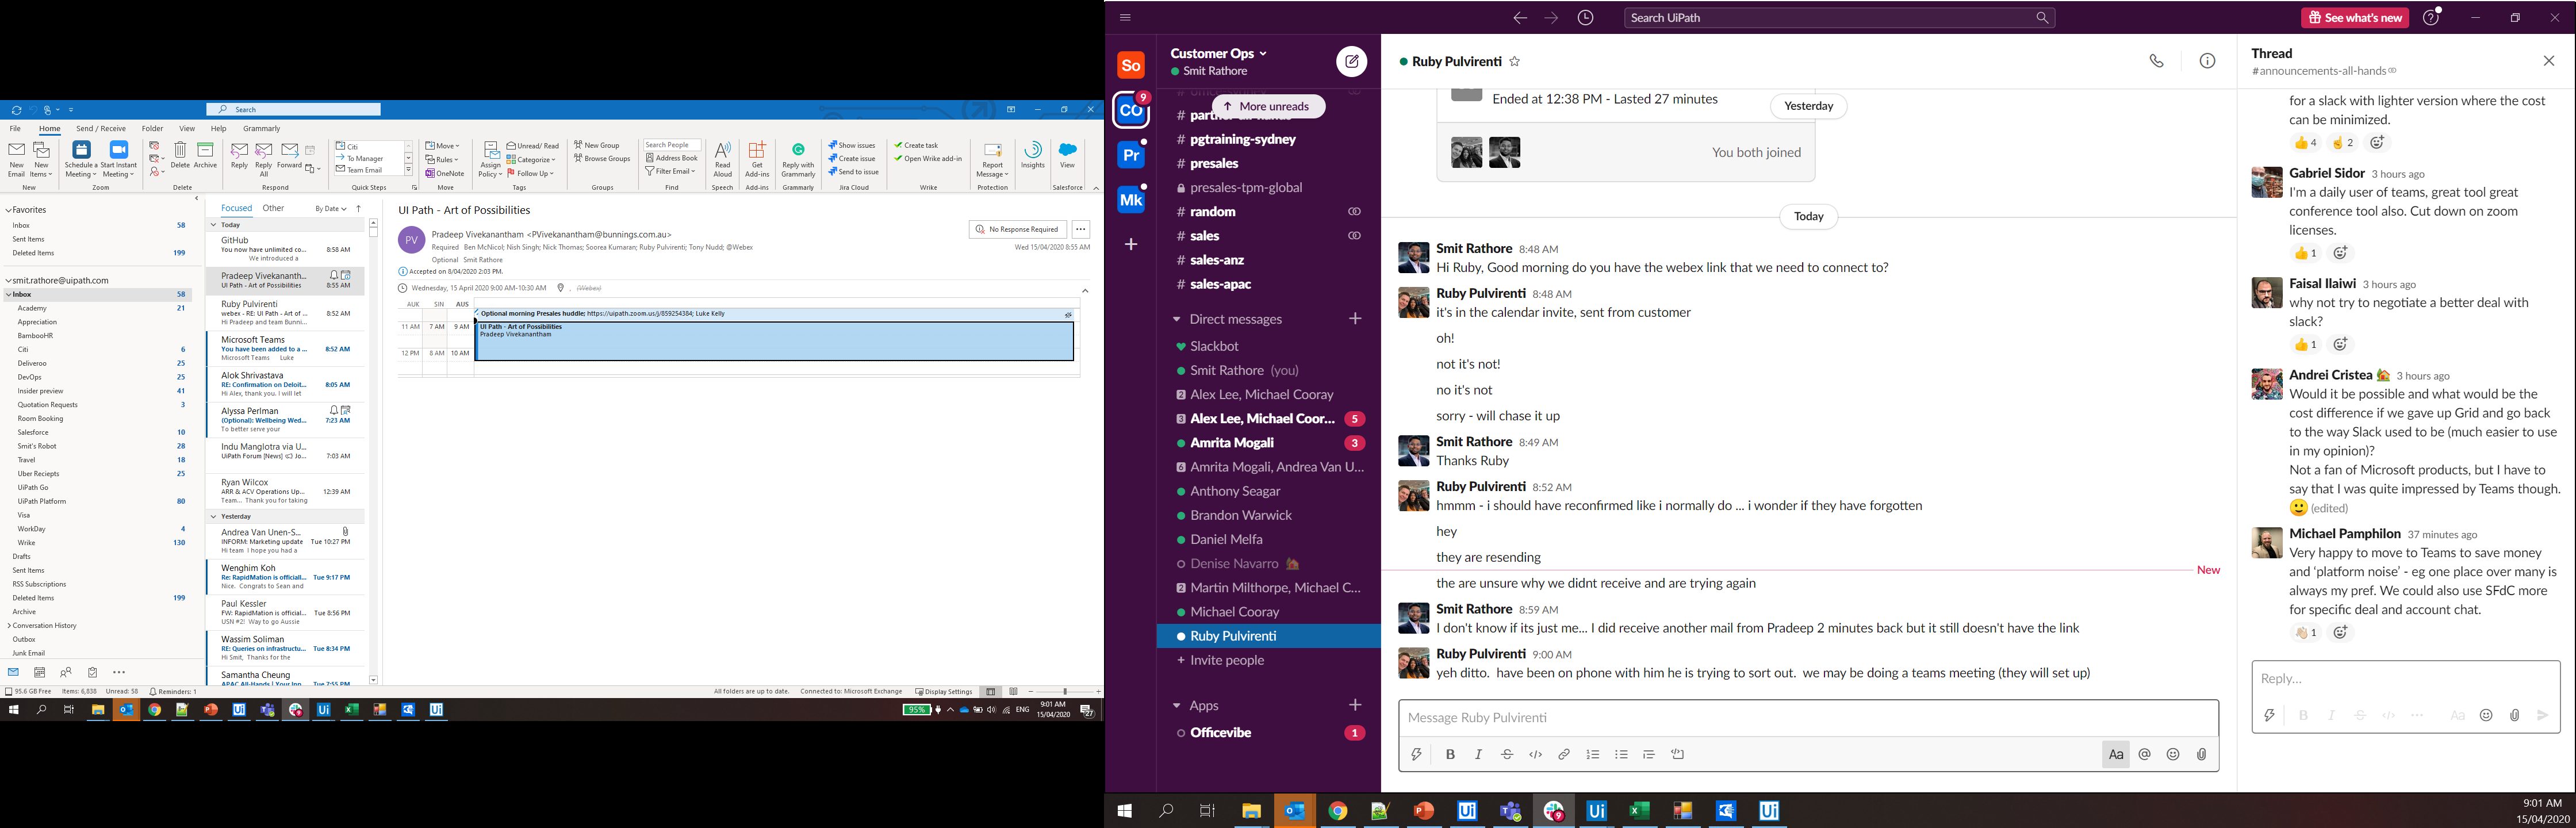 Search
File Home Send / Receive Folder View Help Grammarly
New Email
New Items
Schedule a Meeting
Start Instant Meeting
Delete Archive
Reply Reply All Forward
Citi
To Manager
Team Email
Move
Rules
OneNote
Assign Policy
Unread/ Read
Categorize
Follow Up
New Group
Browse Groups
Search People
Address Book
Filter Email
Read Aloud
Get Add-ins
Reply with Grammarly
Show issues
Create issue
Send to issue
Create task
Open Wrike add-in
Report Message
Insights
View
New Zoom Delete Respond Quick Steps Move Tags Groups Find Speech Add-ins Grammarly Jira Cloud Wrike Protection Salesforce
Favorites
Inbox 58
Sent Items
Deleted Items 199
smit.rathore@uipath.com
Inbox 58
Academy 21
Appreciation
BambooHR
Citi 6
Deliveroo 25
DevOps 25
Insider preview 41
Quotation Requests 3
Room Booking
Salesforce 10
Smit's Robot 28
Travel 18
Uber Reciepts 25
UiPath Go
UiPath Platform 80
Visa
WorkDay 4
Wrike 130
Drafts
Sent Items
RSS Subscriptions
Deleted Items 199
Archive
Conversation History
Outbox
Junk Email
Focused Other By Date
Today
GitHub
You now have unlimited co... 8:58 AM
We introduced a
Pradeep Vivekananth...
UI Path - Art of Possibilities 8:55 AM
Ruby Pulvirenti
webex - RE: UI Path - Art of ... 8:52 AM
Hi Pradeep and team Bunni...
Microsoft Teams
You have been added to a ... 8:52 AM
Microsoft Teams Luke
Alok Shrivastava
RE: Confirmation on Deloit... 8:05 AM
Hi Alex, thank you. I will let
Alyssa Perlman
(Optional): Wellbeing Wed... 7:23 AM
To better serve your
Indu Manglotra via U...
UiPath Forum [News] Jo... 7:03 AM
Ryan Wilcox
ARR & ACV Operations Up... 12:39 AM
Team... Thank you for taking
Yesterday
Andrea Van Unen-S...
INFORM: Marketing update Tue 10:27 PM
Hi team I hope you had a
Wenghim Koh
Re: RapidMation is officiall... Tue 9:17 PM
Nice. Congrats to Sean and
Paul Kessler
FW: RapidMation is official... Tue 8:56 PM
USN #2! Way to go Aussie
Wassim Soliman
RE: Queries on infrastructu... Tue 8:34 PM
Hi Smit, Thanks for the
Samantha Cheung
APAC All-Hands | Your Inp... Tue 7:55 PM
UI Path - Art of Possibilities
PV
Pradeep Vivekanantham <PVivekanantham@bunnings.com.au>
Required Ben McNicol; Nish Singh; Nick Thomas; Soorea Kumaran; Ruby Pulvirenti; Tony Nudd; @Webex
Optional Smit Rathore
No Response Required
Wed 15/04/2020 8:55 AM
Accepted on 8/04/2020 2:03 PM.
Wednesday, 15 April 2020 9:00 AM-10:30 AM (Webex)
AUK SIN AUS
Optional morning Presales huddle; https://uipath.zoom.us/j/859254384; Luke Kelly
11 AM 7 AM 9 AM UI Path - Art of Possibilities
Pradeep Vivekanantham
12 PM 8 AM 10 AM
95.6 GB Free Items: 6,838 Unread: 58 Reminders: 1
All folders are up to date. Connected to: Microsoft Exchange Display Settings
95% ENG 9:01 AM
15/04/2020 27
Search UiPath
See what's new
So
CO 9
Pr
Mk
Customer Ops
Smit Rathore
More unreads
# pgtraining-sydney
# presales
presales-tpm-global
# random
# sales
# sales-anz
# sales-apac
Direct messages
Slackbot
Smit Rathore (you)
2 Alex Lee, Michael Cooray
3 Alex Lee, Michael Coor... 5
Amrita Mogali 3
6 Amrita Mogali, Andrea Van U...
Anthony Seagar
Brandon Warwick
Daniel Melfa
Denise Navarro
2 Martin Milthorpe, Michael C...
Michael Cooray
Ruby Pulvirenti
+ Invite people
Apps
Officevibe 1
Ruby Pulvirenti
Ended at 12:38 PM - Lasted 27 minutes
Yesterday
You both joined
Today
Smit Rathore 8:48 AM
Hi Ruby, Good morning do you have the webex link that we need to connect to?
Ruby Pulvirenti 8:48 AM
it's in the calendar invite, sent from customer
oh!
not it's not!
no it's not
sorry - will chase it up
Smit Rathore 8:49 AM
Thanks Ruby
Ruby Pulvirenti 8:52 AM
hmmm - i should have reconfirmed like i normally do ... i wonder if they have forgotten
hey
they are resending
New
the are unsure why we didnt receive and are trying again
Smit Rathore 8:59 AM
I don't know if its just me... I did receive another mail from Pradeep 2 minutes back but it still doesn't have the link
Ruby Pulvirenti 9:00 AM
yeh ditto. have been on phone with him he is trying to sort out. we may be doing a teams meeting (they will set up)
Message Ruby Pulvirenti
Aa
Thread
#announcements-all-hands
for a slack with lighter version where the cost
can be minimized.
4 2
Gabriel Sidor 3 hours ago
I'm a daily user of teams, great tool great
conference tool also. Cut down on zoom
licenses.
1
Faisal Ilaiwi 3 hours ago
why not try to negotiate a better deal with
slack?
1
Andrei Cristea 3 hours ago
Would it be possible and what would be the
cost difference if we gave up Grid and go back
to the way Slack used to be (much easier to use
in my opinion)?
Not a fan of Microsoft products, but I have to
say that I was quite impressed by Teams though.
(edited)
Michael Pamphilon 37 minutes ago
Very happy to move to Teams to save money
and 'platform noise' - eg one place over many is
always my pref. We could also use SFdC more
for specific deal and account chat.
1
Reply...
Aa
9:01 AM
15/04/2020